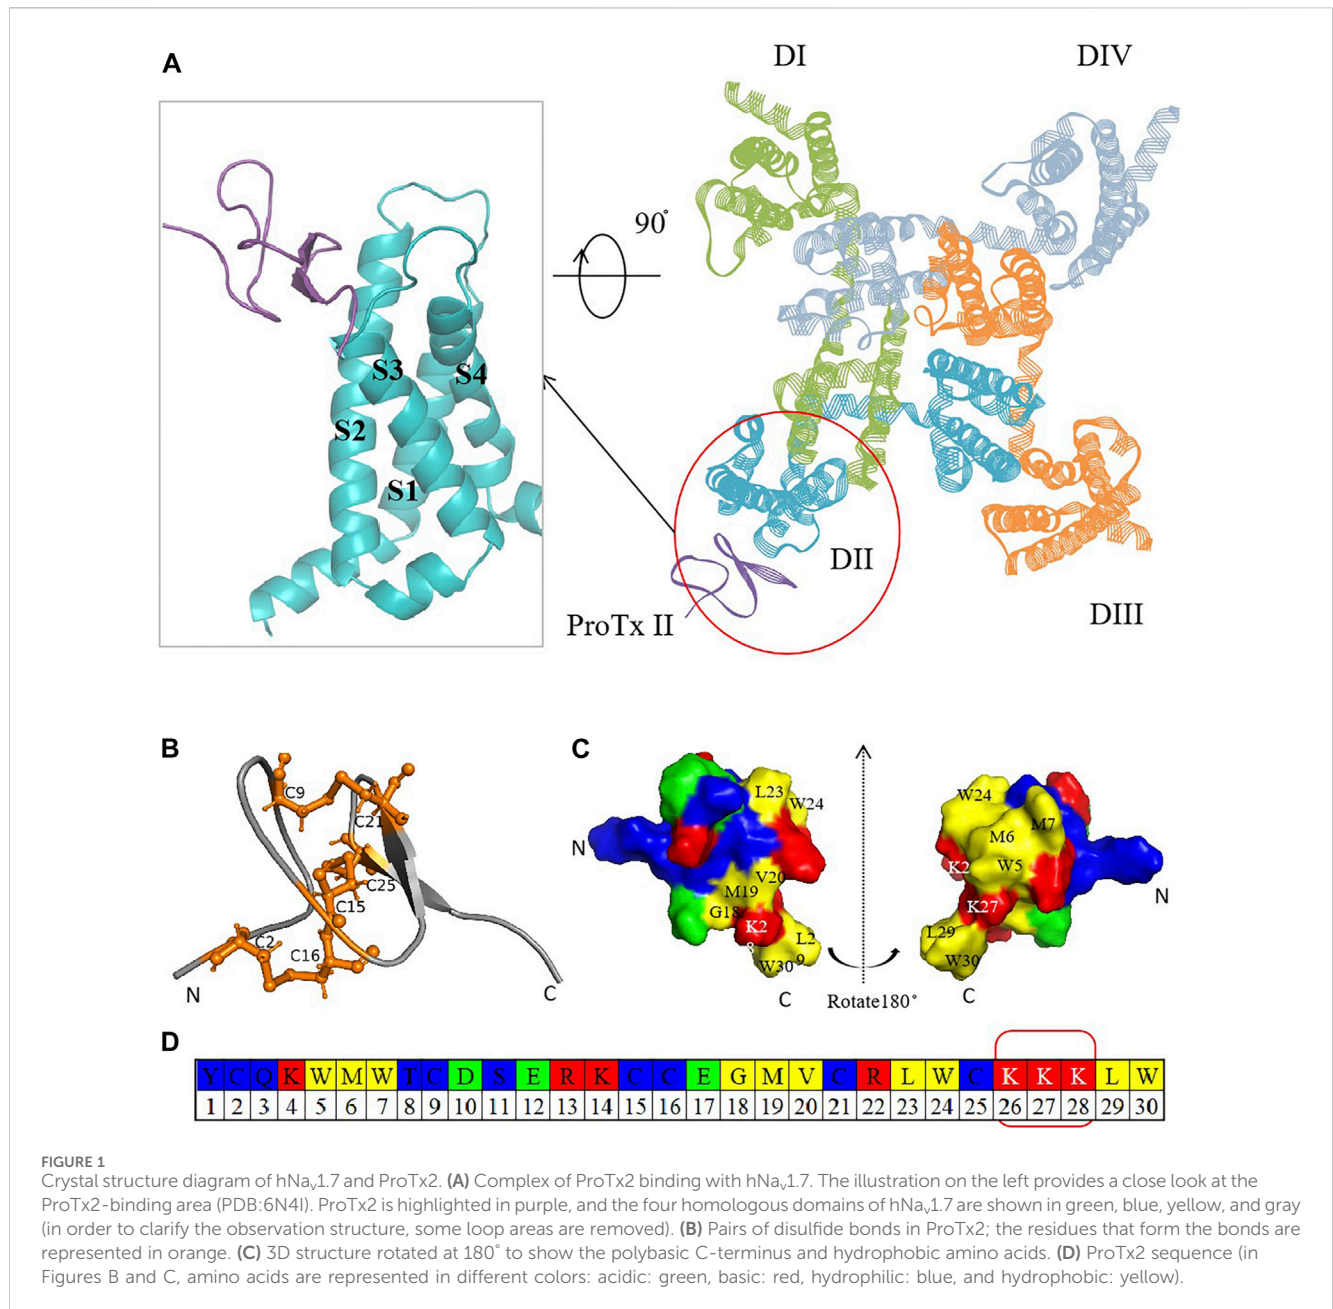 A
DI
DIV
90°
S3
S4
S2
S1
DII
ProTx II
DIII
B
C9
C21
C25
C15
C2
C16
N
C
C
L23
W24
N
V20
M19
G18
K2
8
L2
9
W30
C
Rotate180°
W24
M7
M6
W5
K2
K27
L29
W30
N
C
D
Y C Q K W M W T C D S E R K C C E G M V C R L W C K K K L W
1 2 3 4 5 6 7 8 9 10 11 12 13 14 15 16 17 18 19 20 21 22 23 24 25 26 27 28 29 30
FIGURE 1
Crystal structure diagram of hNav1.7 and ProTx2. (A) Complex of ProTx2 binding with hNav1.7. The illustration on the left provides a close look at the
ProTx2-binding area (PDB:6N4I). ProTx2 is highlighted in purple, and the four homologous domains of hNav1.7 are shown in green, blue, yellow, and gray
(in order to clarify the observation structure, some loop areas are removed). (B) Pairs of disulfide bonds in ProTx2; the residues that form the bonds are
represented in orange. (C) 3D structure rotated at 180° to show the polybasic C-terminus and hydrophobic amino acids. (D) ProTx2 sequence (in
Figures B and C, amino acids are represented in different colors: acidic: green, basic: red, hydrophilic: blue, and hydrophobic: yellow).